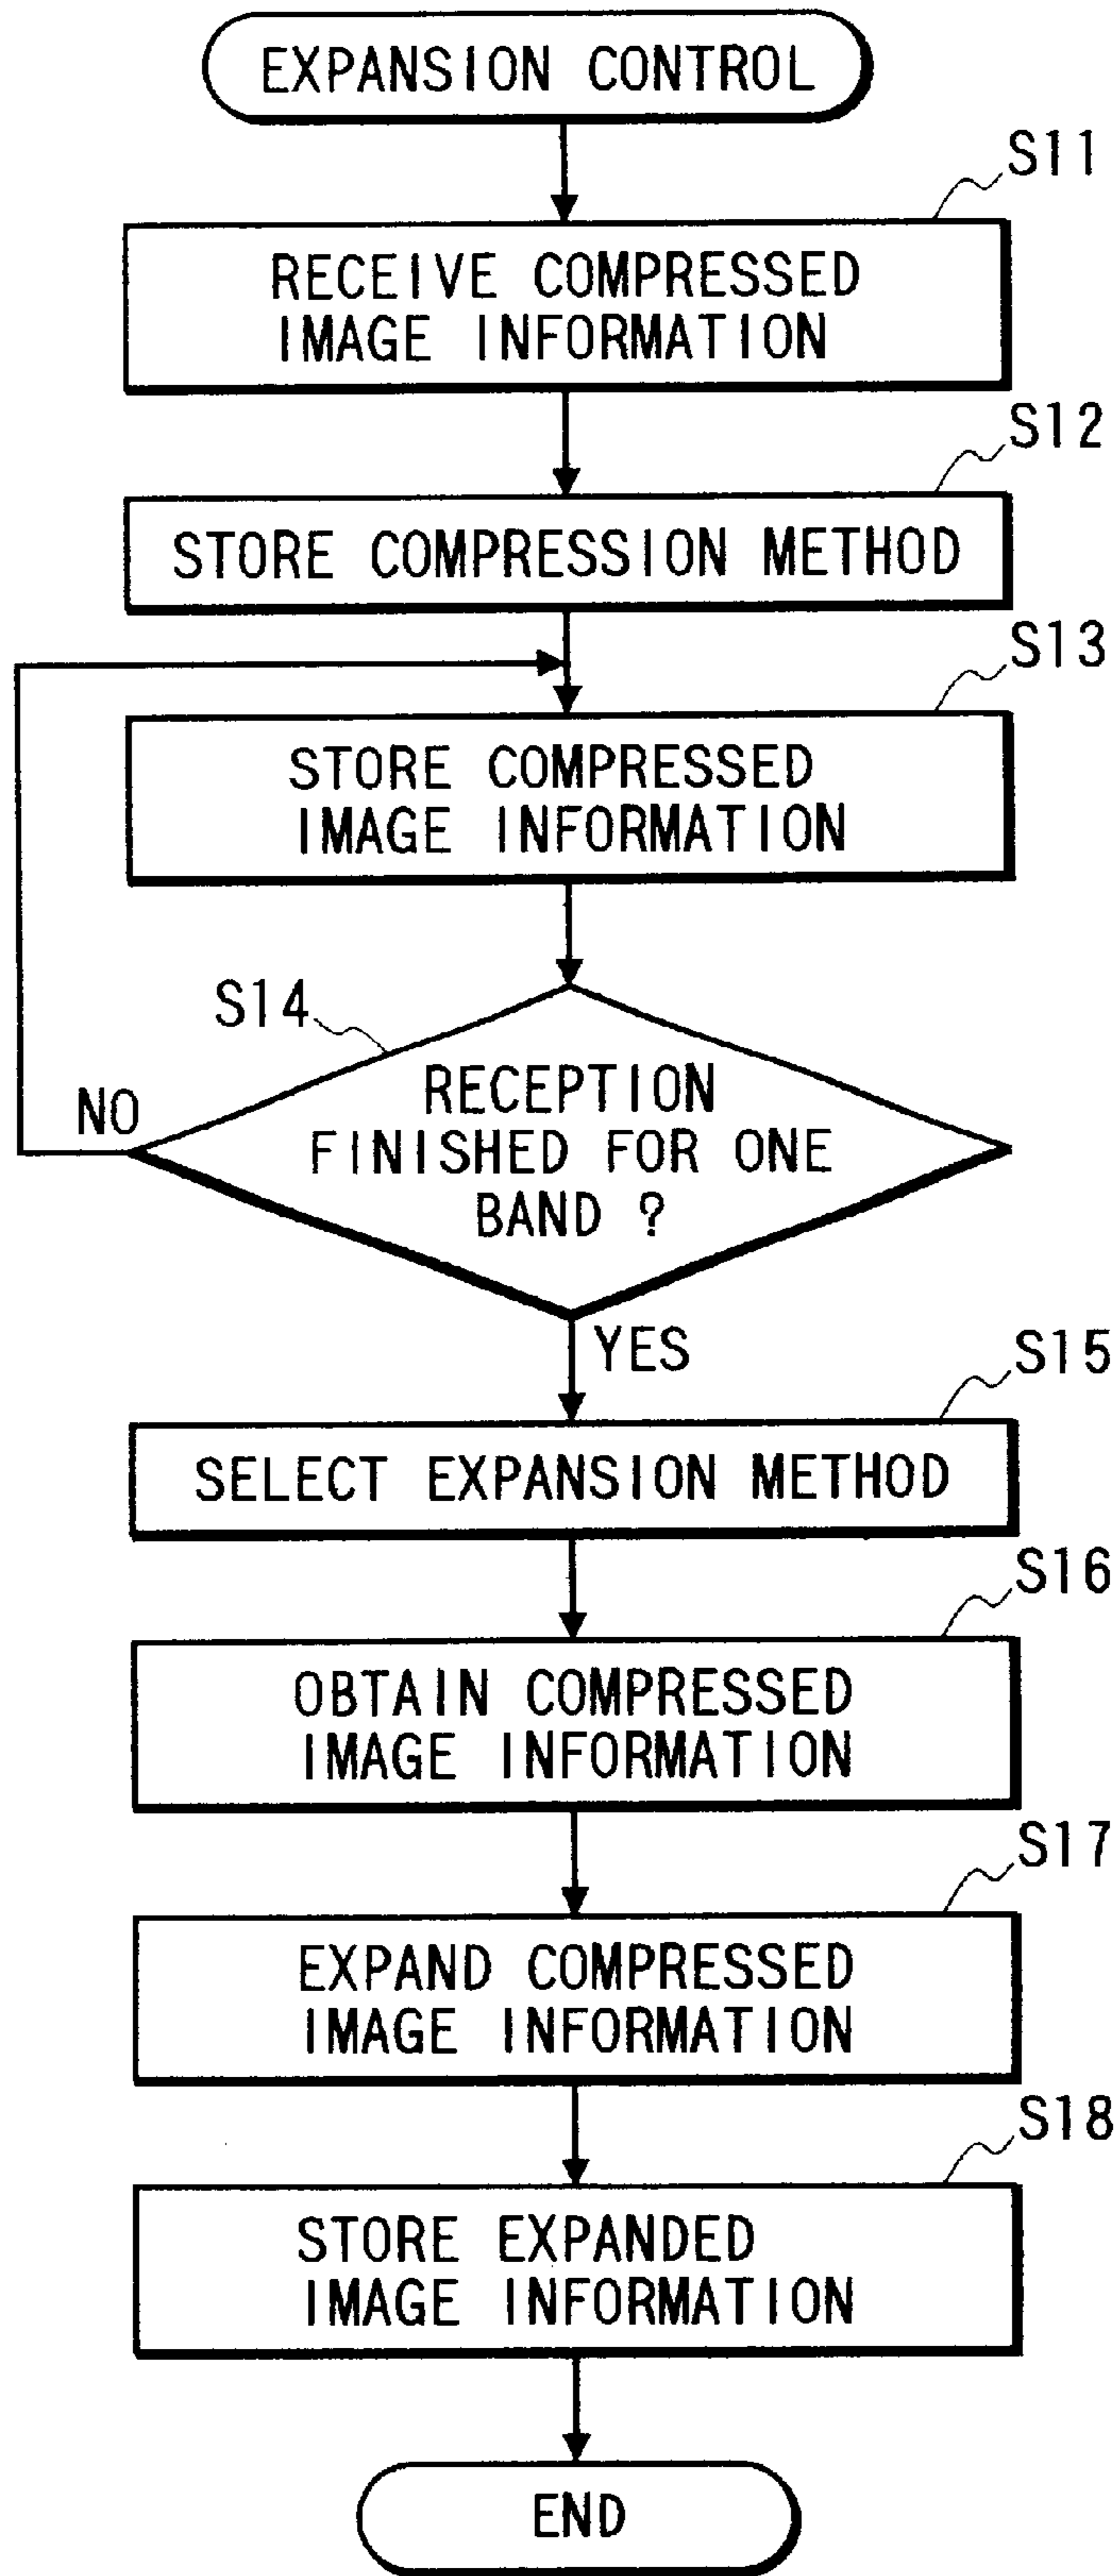 EXPANSION CONTROL
S11
RECEIVE COMPRESSED
IMAGE INFORMATION
S12
STORE COMPRESSION METHOD
S13
STORE COMPRESSED
IMAGE INFORMATION
S14
NO
RECEPTION
FINISHED FOR ONE
BAND ?
YES
S15
SELECT EXPANSION METHOD
S16
OBTAIN COMPRESSED
IMAGE INFORMATION
S17
EXPAND COMPRESSED
IMAGE INFORMATION
S18
STORE EXPANDED
IMAGE INFORMATION
END